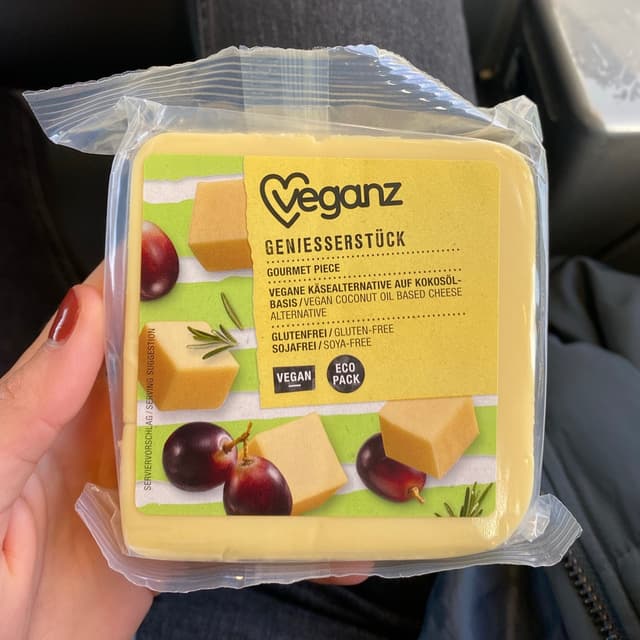 Veganz
GENIESSERSTÜCK
GOURMET PIECE
VEGANE KÄSEALTERNATIVE AUF KOKOSÖL-
BASIS / VEGAN COCONUT OIL BASED CHEESE
ALTERNATIVE
GLUTENFREI / GLUTEN-FREE
SOJAFREI / SOYA-FREE
VEGAN
ECO
PACK
SERVIERVORSCHLAG / SERVING SUGGESTION